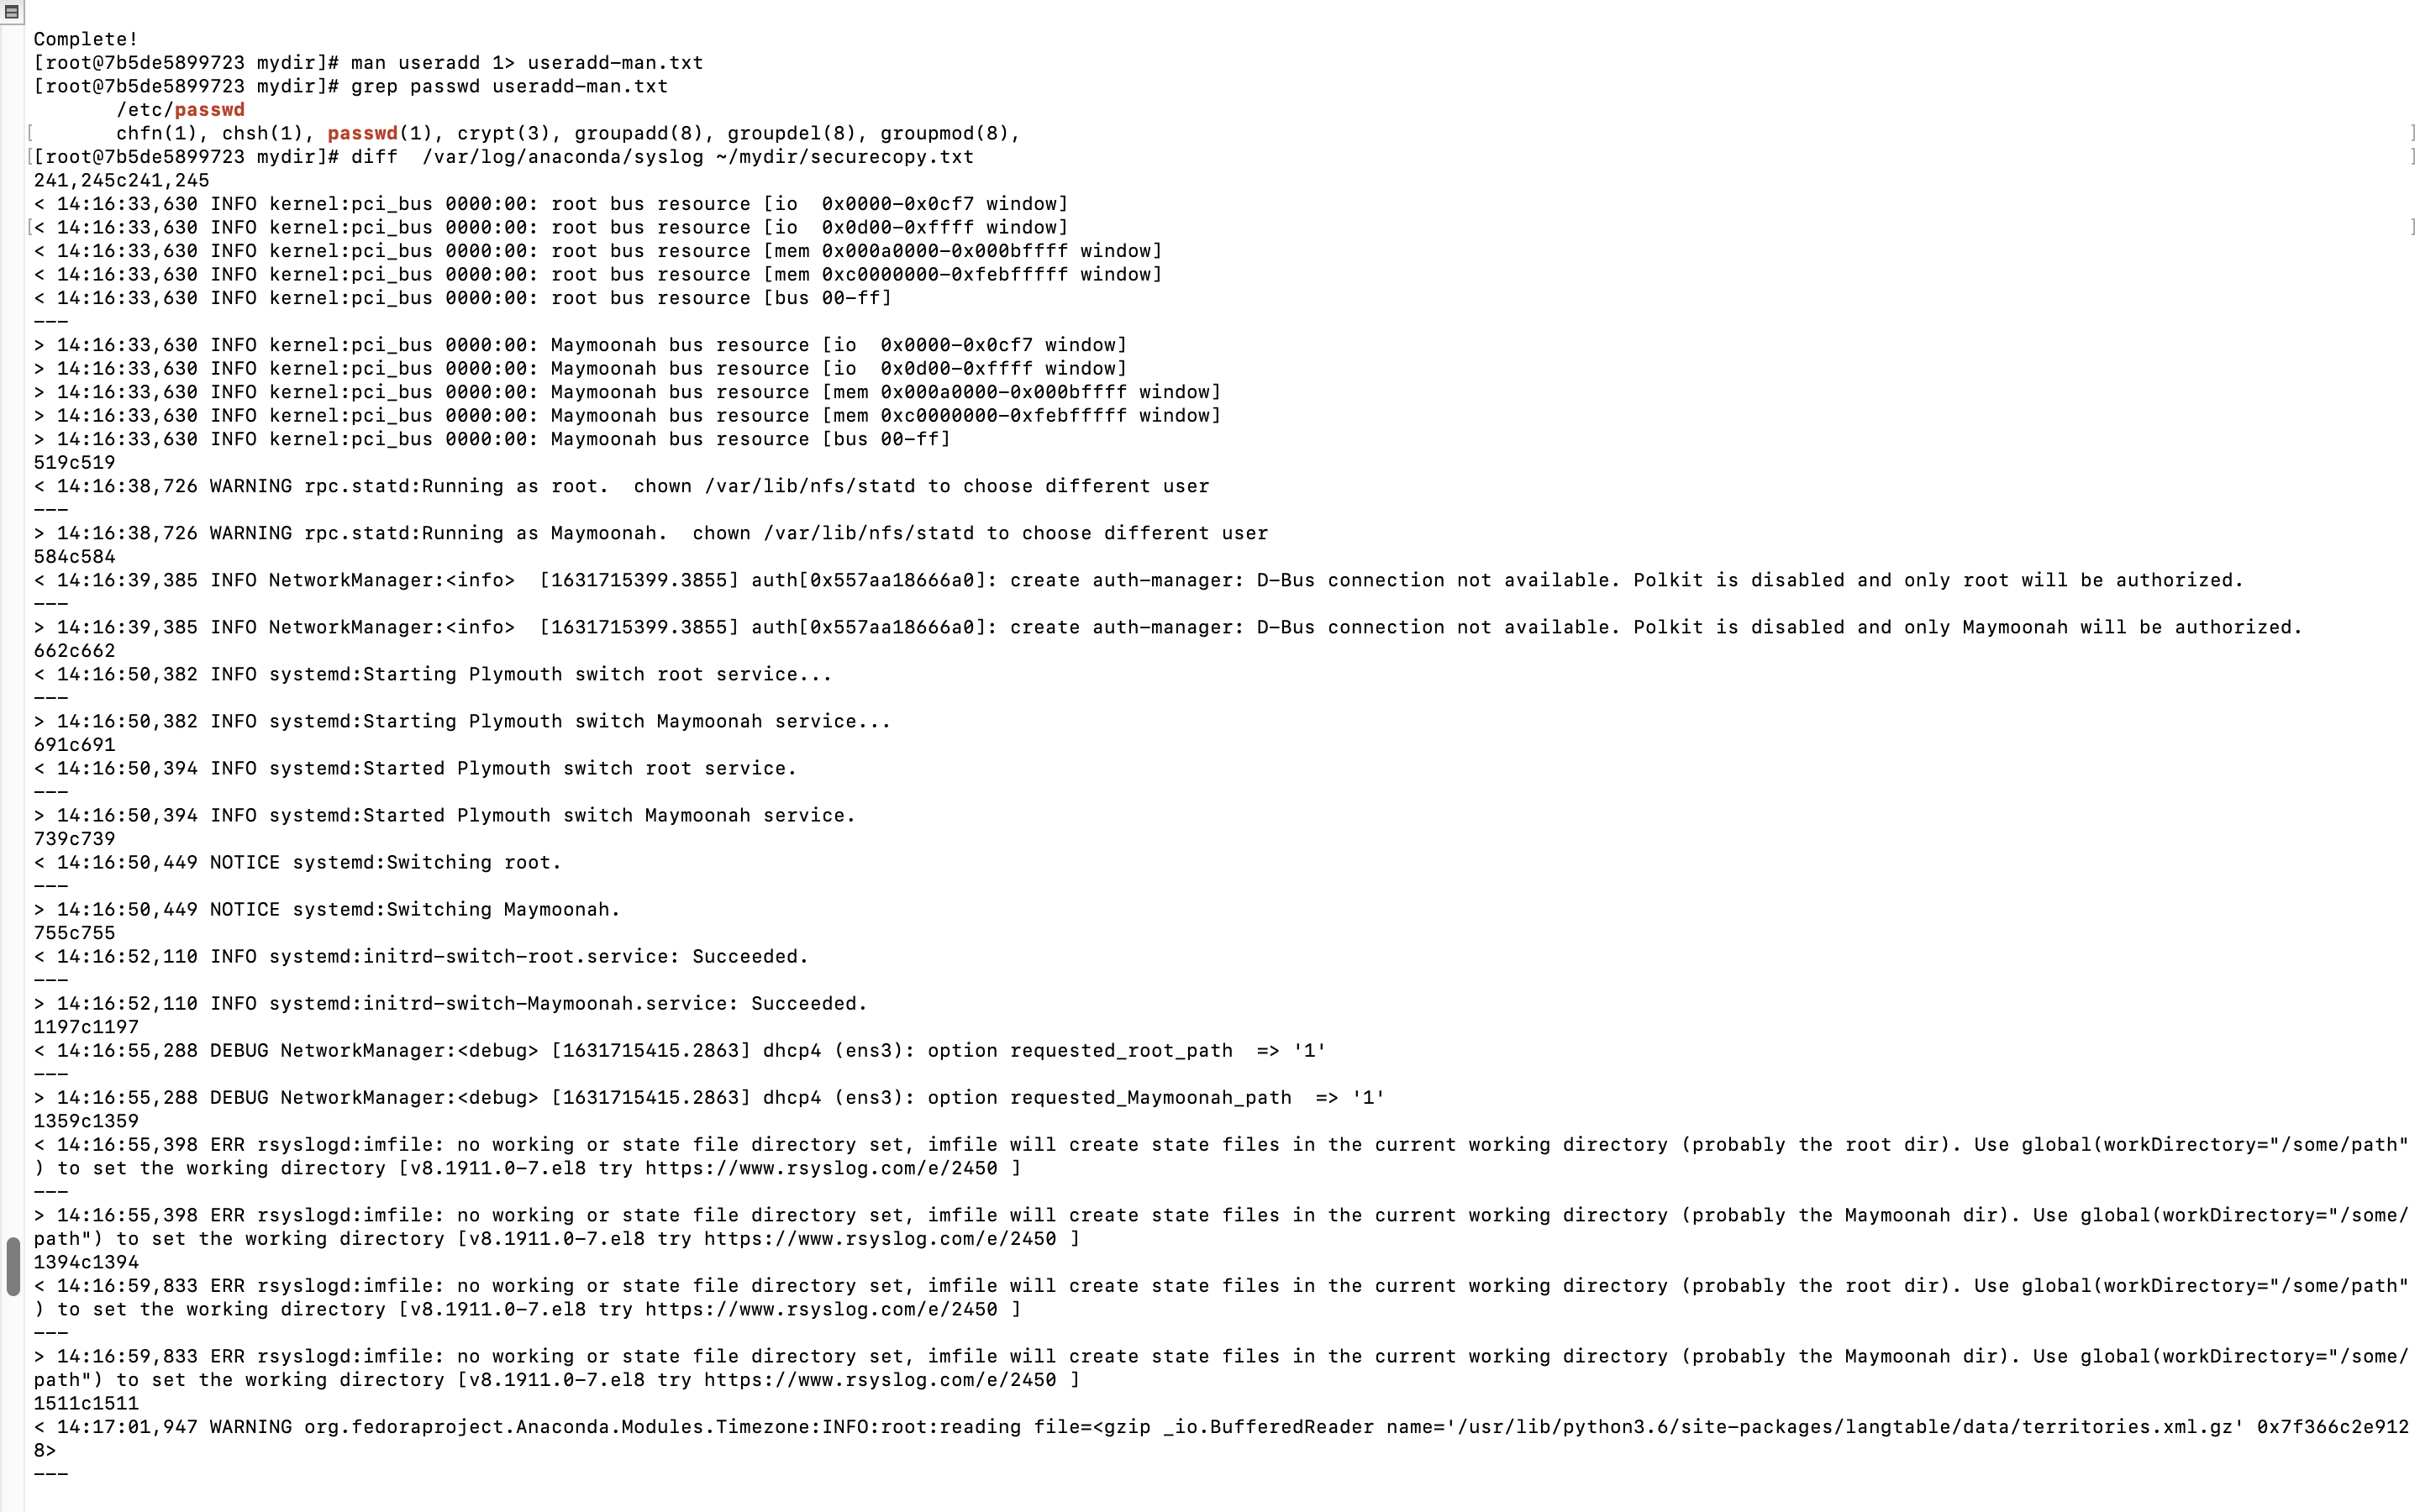 Complete!
[root@7b5de5899723 mydir]# man useradd 1> useradd-man.txt
[root@7b5de5899723 mydir]# grep passwd useradd-man.txt
       /etc/passwd
[       chfn(1), chsh(1), passwd(1), crypt(3), groupadd(8), groupdel(8), groupmod(8), ]
[[root@7b5de5899723 mydir]# diff  /var/log/anaconda/syslog ~/mydir/securecopy.txt ]
241,245c241,245
< 14:16:33,630 INFO kernel:pci_bus 0000:00: root bus resource [io  0x0000-0x0cf7 window]
[< 14:16:33,630 INFO kernel:pci_bus 0000:00: root bus resource [io  0x0d00-0xffff window] ]
< 14:16:33,630 INFO kernel:pci_bus 0000:00: root bus resource [mem 0x000a0000-0x000bffff window]
< 14:16:33,630 INFO kernel:pci_bus 0000:00: root bus resource [mem 0xc0000000-0xfebfffff window]
< 14:16:33,630 INFO kernel:pci_bus 0000:00: root bus resource [bus 00-ff]
---
> 14:16:33,630 INFO kernel:pci_bus 0000:00: Maymoonah bus resource [io  0x0000-0x0cf7 window]
> 14:16:33,630 INFO kernel:pci_bus 0000:00: Maymoonah bus resource [io  0x0d00-0xffff window]
> 14:16:33,630 INFO kernel:pci_bus 0000:00: Maymoonah bus resource [mem 0x000a0000-0x000bffff window]
> 14:16:33,630 INFO kernel:pci_bus 0000:00: Maymoonah bus resource [mem 0xc0000000-0xfebfffff window]
> 14:16:33,630 INFO kernel:pci_bus 0000:00: Maymoonah bus resource [bus 00-ff]
519c519
< 14:16:38,726 WARNING rpc.statd:Running as root.  chown /var/lib/nfs/statd to choose different user
---
> 14:16:38,726 WARNING rpc.statd:Running as Maymoonah.  chown /var/lib/nfs/statd to choose different user
584c584
< 14:16:39,385 INFO NetworkManager:<info>  [1631715399.3855] auth[0x557aa18666a0]: create auth-manager: D-Bus connection not available. Polkit is disabled and only root will be authorized.
---
> 14:16:39,385 INFO NetworkManager:<info>  [1631715399.3855] auth[0x557aa18666a0]: create auth-manager: D-Bus connection not available. Polkit is disabled and only Maymoonah will be authorized.
662c662
< 14:16:50,382 INFO systemd:Starting Plymouth switch root service...
---
> 14:16:50,382 INFO systemd:Starting Plymouth switch Maymoonah service...
691c691
< 14:16:50,394 INFO systemd:Started Plymouth switch root service.
---
> 14:16:50,394 INFO systemd:Started Plymouth switch Maymoonah service.
739c739
< 14:16:50,449 NOTICE systemd:Switching root.
---
> 14:16:50,449 NOTICE systemd:Switching Maymoonah.
755c755
< 14:16:52,110 INFO systemd:initrd-switch-root.service: Succeeded.
---
> 14:16:52,110 INFO systemd:initrd-switch-Maymoonah.service: Succeeded.
1197c1197
< 14:16:55,288 DEBUG NetworkManager:<debug> [1631715415.2863] dhcp4 (ens3): option requested_root_path  => '1'
---
> 14:16:55,288 DEBUG NetworkManager:<debug> [1631715415.2863] dhcp4 (ens3): option requested_Maymoonah_path  => '1'
1359c1359
< 14:16:55,398 ERR rsyslogd:imfile: no working or state file directory set, imfile will create state files in the current working directory (probably the root dir). Use global(workDirectory="/some/path"
) to set the working directory [v8.1911.0-7.el8 try https://www.rsyslog.com/e/2450 ]
---
> 14:16:55,398 ERR rsyslogd:imfile: no working or state file directory set, imfile will create state files in the current working directory (probably the Maymoonah dir). Use global(workDirectory="/some/
path") to set the working directory [v8.1911.0-7.el8 try https://www.rsyslog.com/e/2450 ]
1394c1394
< 14:16:59,833 ERR rsyslogd:imfile: no working or state file directory set, imfile will create state files in the current working directory (probably the root dir). Use global(workDirectory="/some/path"
) to set the working directory [v8.1911.0-7.el8 try https://www.rsyslog.com/e/2450 ]
---
> 14:16:59,833 ERR rsyslogd:imfile: no working or state file directory set, imfile will create state files in the current working directory (probably the Maymoonah dir). Use global(workDirectory="/some/
path") to set the working directory [v8.1911.0-7.el8 try https://www.rsyslog.com/e/2450 ]
1511c1511
< 14:17:01,947 WARNING org.fedoraproject.Anaconda.Modules.Timezone:INFO:root:reading file=<gzip _io.BufferedReader name='/usr/lib/python3.6/site-packages/langtable/data/territories.xml.gz' 0x7f366c2e912
8>
---